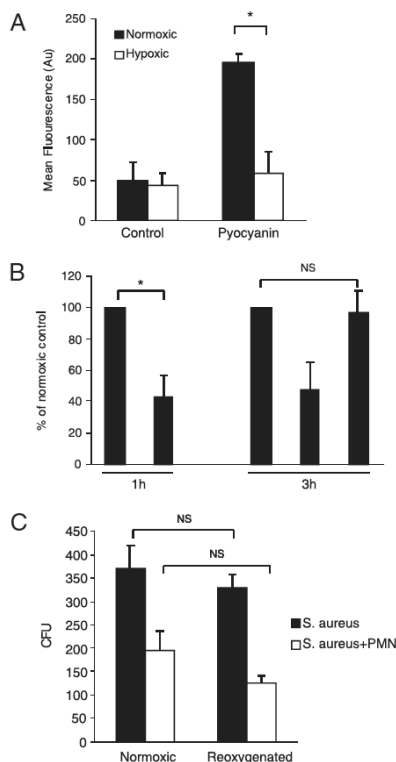 A
250
200
150
100
50
0
Mean Fluourescence (Au)
Normoxic
Hypoxic
*
Control
Pyocyanin
B
120
100
80
60
40
20
0
% of normoxic control
*
NS
1h
3h
C
450
400
350
300
250
200
150
100
50
0
CFU
NS
NS
S. aureus
S. aureus+PMN
Normoxic
Reoxygenated